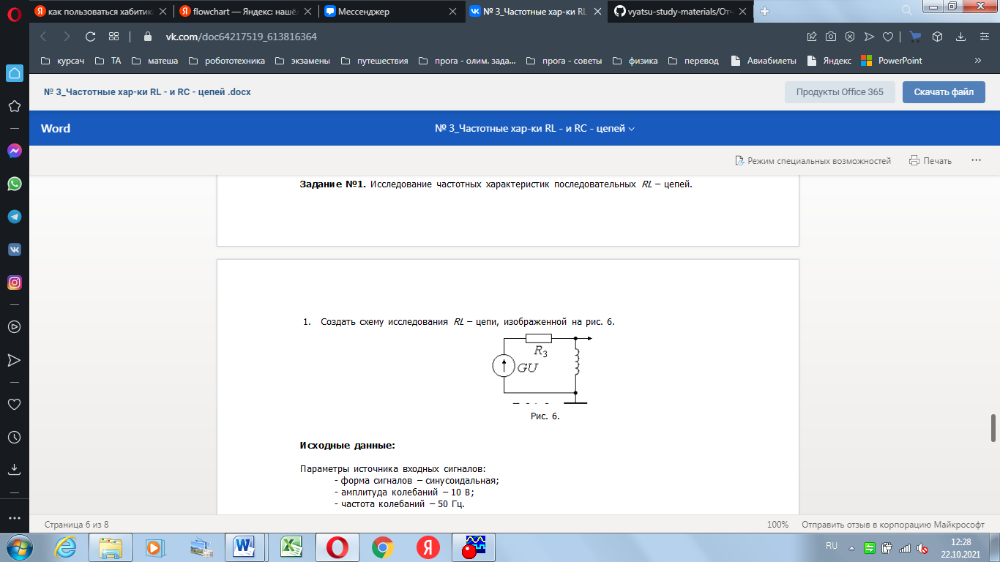 как пользоваться хабитик
flowchart — Яндекс: нашёл
Мессенджер
№ 3_Частотные хар-ки RL
vyatsu-study-materials/Отч
vk.com/doc64217519_613816364
курсач
ТА
матеша
робототехника
экзамены
путешествия
прога - олим. зада...
прога - советы
физика
перевод
Авиабилеты
Яндекс
PowerPoint
»
№ 3_Частотные хар-ки RL - и RC - цепей .docx
Продукты Office 365
Скачать файл
Word
№ 3_Частотные хар-ки RL - и RC - цепей
Режим специальных возможностей
Печать
Задание №1. Исследование частотных характеристик последовательных RL – цепей.
1. Создать схему исследования RL – цепи, изображенной на рис. 6.
R3
GU
Рис. 6.
Исходные данные:
Параметры источника входных сигналов:
- форма сигналов – синусоидальная;
- амплитуда колебаний – 10 В;
- частота колебаний – 50 Гц.
Страница 6 из 8
100%
Отправить отзыв в корпорацию Майкрософт
RU
12:28
22.10.2021